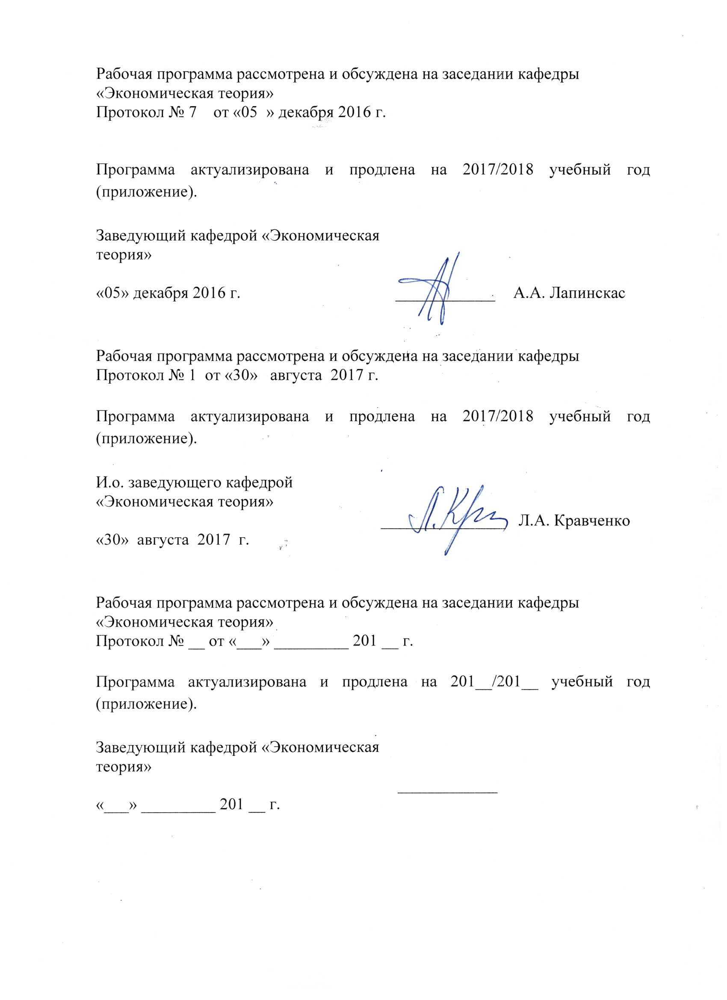 Рабочая программа рассмотрена и обсуждена на заседании кафедры
«Экономическая теория»
Протокол № 7 от «05 » декабря 2016 г.
Программа актуализирована и продлена на 2017/2018 учебный год
(приложение).
Заведующий кафедрой «Экономическая
теория»
«05» декабря 2016 г. ____________ А.А. Лапинскас
Рабочая программа рассмотрена и обсуждена на заседании кафедры
Протокол № 1 от «30» августа 2017 г.
Программа актуализирована и продлена на 2017/2018 учебный год
(приложение).
И.о. заведующего кафедрой
«Экономическая теория»
_______________ Л.А. Кравченко
«30» августа 2017 г.
Рабочая программа рассмотрена и обсуждена на заседании кафедры
«Экономическая теория»
Протокол № __ от «___» _________ 201 __ г.
Программа актуализирована и продлена на 201__/201__ учебный год
(приложение).
Заведующий кафедрой «Экономическая
теория»
____________
«___» _________ 201 __ г.